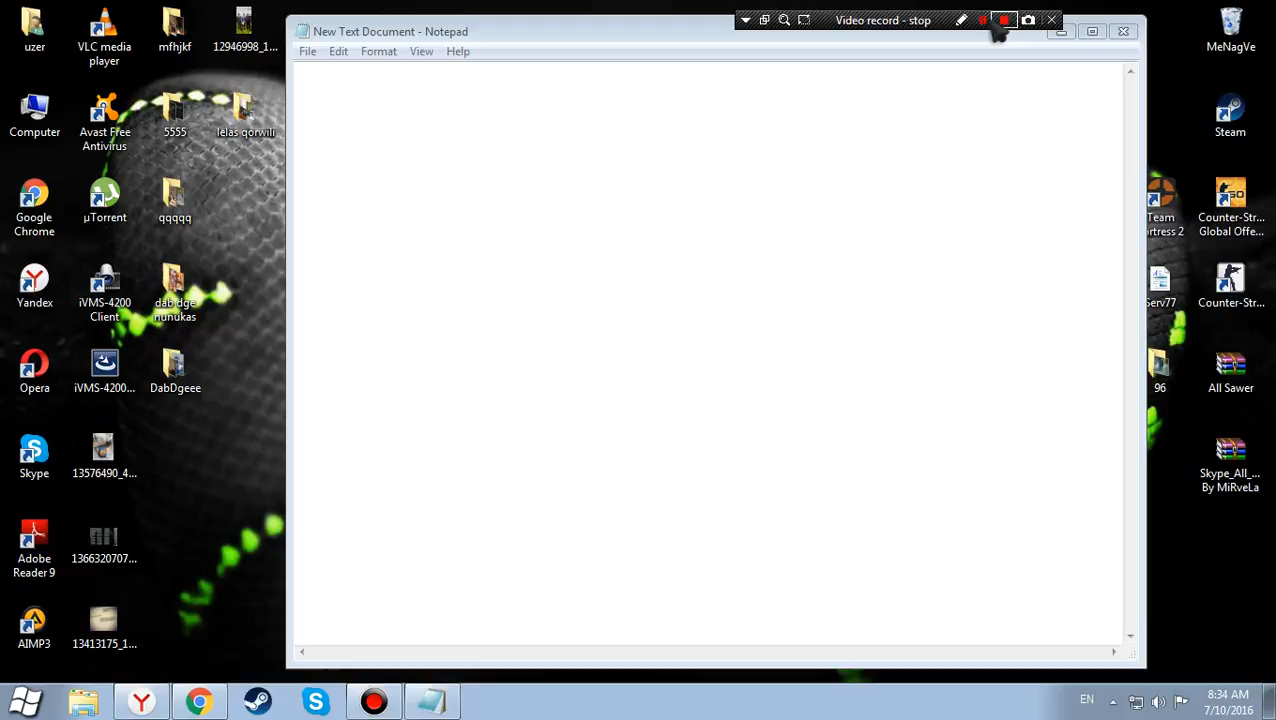 Video record - stop
New Text Document - Notepad
File Edit Format View Help
uzer
VLC media
player
mfhjkf
12946998_1...
Computer
Avast Free
Antivirus
5555
lelas qorwili
Google
Chrome
µTorrent
qqqqq
Yandex
iVMS-4200
Client
dabidge
nunukas
Opera
iVMS-4200...
DabDgeee
Skype
13576490_4...
Adobe
Reader 9
1366320707...
AIMP3
13413175_1...
MeNagVe
Steam
Team
ortress 2
Counter-Str...
Global Offe...
Serv77
Counter-Str...
96
All Sawer
Skype_All_...
By MiRveLa
EN
8:34 AM
7/10/2016